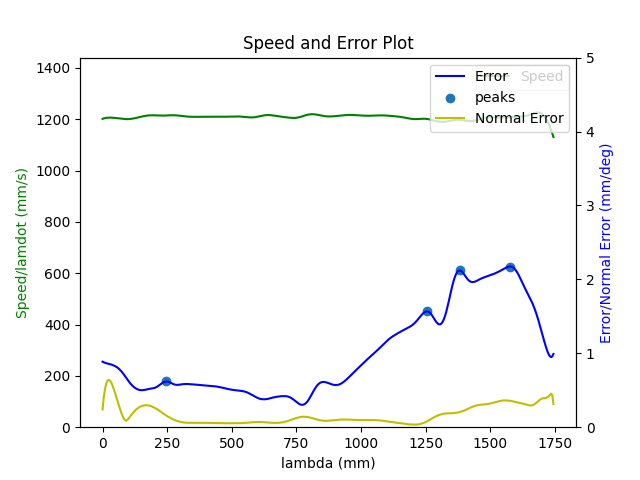 Speed and Error Plot
Speed/lamdot (mm/s)
1400
1200
1000
800
600
400
200
0
Error
Speed
peaks
Normal Error
5
4
3
2
1
0
Error/Normal Error (mm/deg)
0 250 500 750 1000 1250 1500 1750
lambda (mm)